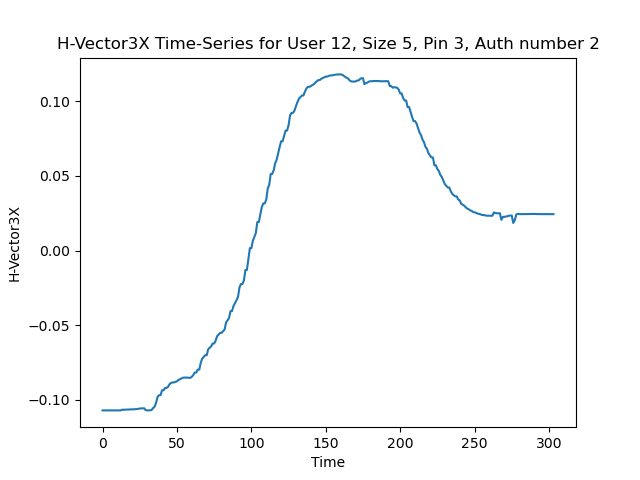 H-Vector3X Time-Series for User 12, Size 5, Pin 3, Auth number 2
0.10
0.05
0.00
−0.05
−0.10
H-Vector3X
0 50 100 150 200 250 300
Time